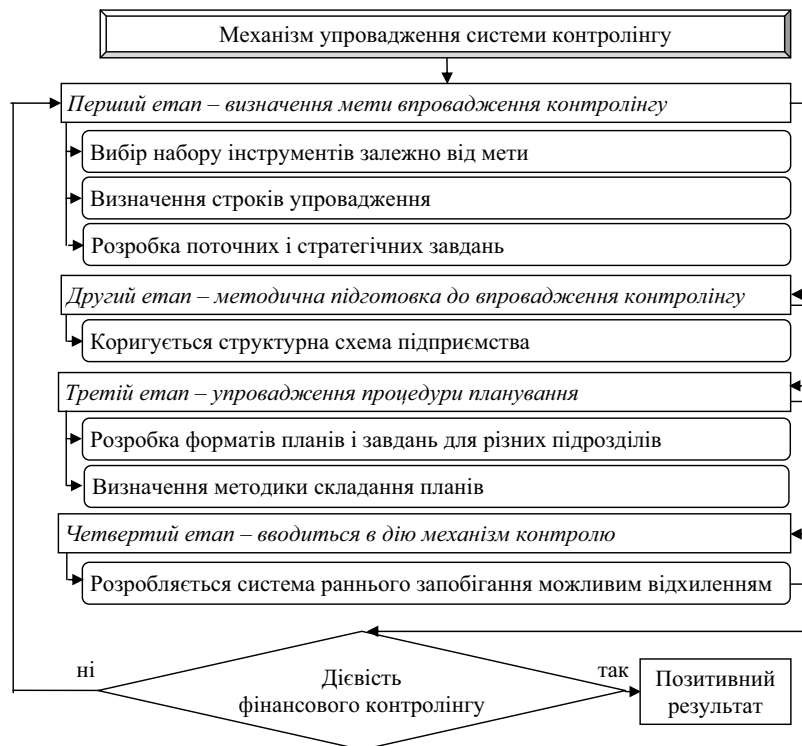 Механізм упровадження системи контролінгу
Перший етап – визначення мети впровадження контролінгу
Вибір набору інструментів залежно від мети
Визначення строків упровадження
Розробка поточних і стратегічних завдань
Другий етап – методична підготовка до впровадження контролінгу
Коригується структурна схема підприємства
Третій етап – упровадження процедури планування
Розробка форматів планів і завдань для різних підрозділів
Визначення методики складання планів
Четвертий етап – вводиться в дію механізм контролю
Розробляється система раннього запобігання можливим відхиленням
ні
Дієвість
фінансового контролінгу
так
Позитивний
результат